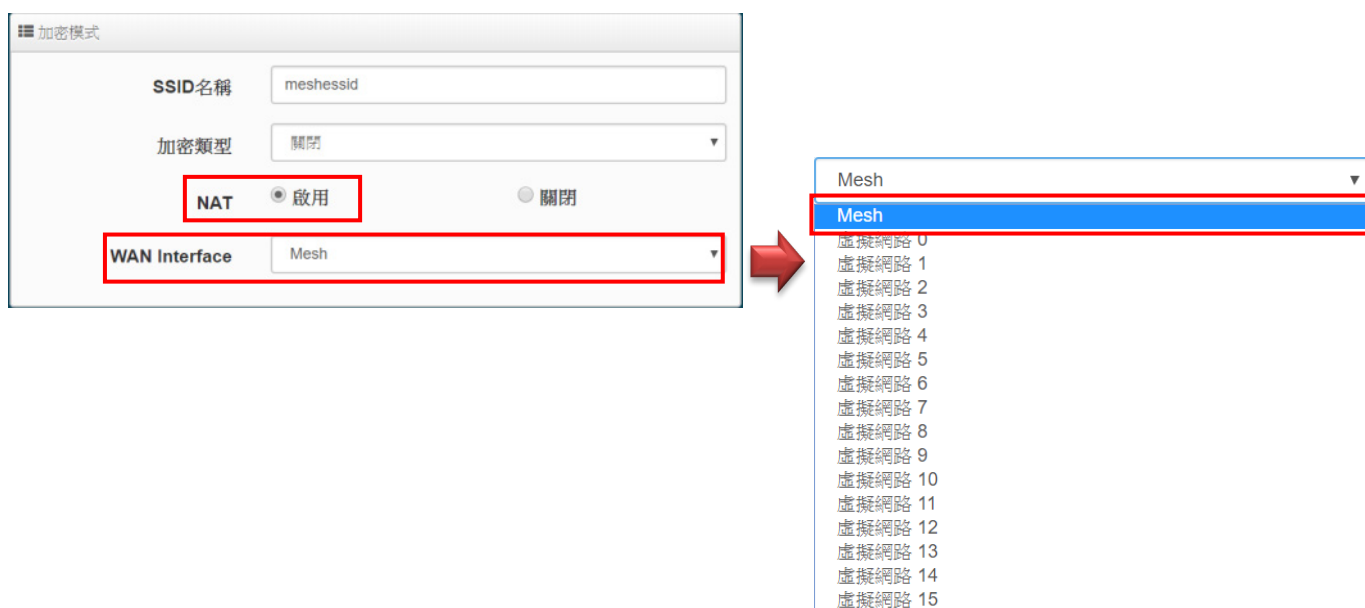 加密模式
SSID名稱 meshessid
加密類型 關閉
NAT 啟用 關閉
WAN Interface Mesh
Mesh
Mesh
虛擬網路 0
虛擬網路 1
虛擬網路 2
虛擬網路 3
虛擬網路 4
虛擬網路 5
虛擬網路 6
虛擬網路 7
虛擬網路 8
虛擬網路 9
虛擬網路 10
虛擬網路 11
虛擬網路 12
虛擬網路 13
虛擬網路 14
虛擬網路 15